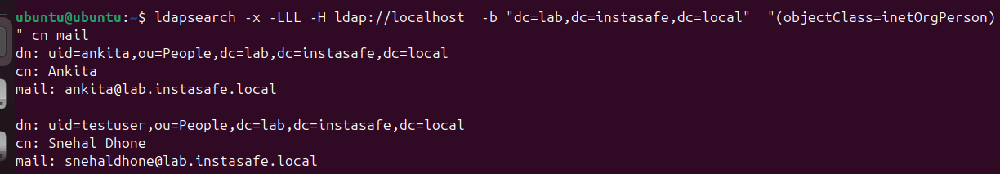 ubuntu@ubuntu:~$ ldapsearch -x -LLL -H ldap://localhost  -b "dc=lab,dc=instasafe,dc=local"  "(objectClass=inetOrgPerson)
" cn mail
dn: uid=ankita,ou=People,dc=lab,dc=instasafe,dc=local
cn: Ankita
mail: ankita@lab.instasafe.local

dn: uid=testuser,ou=People,dc=lab,dc=instasafe,dc=local
cn: Snehal Dhone
mail: snehaldhone@lab.instasafe.local